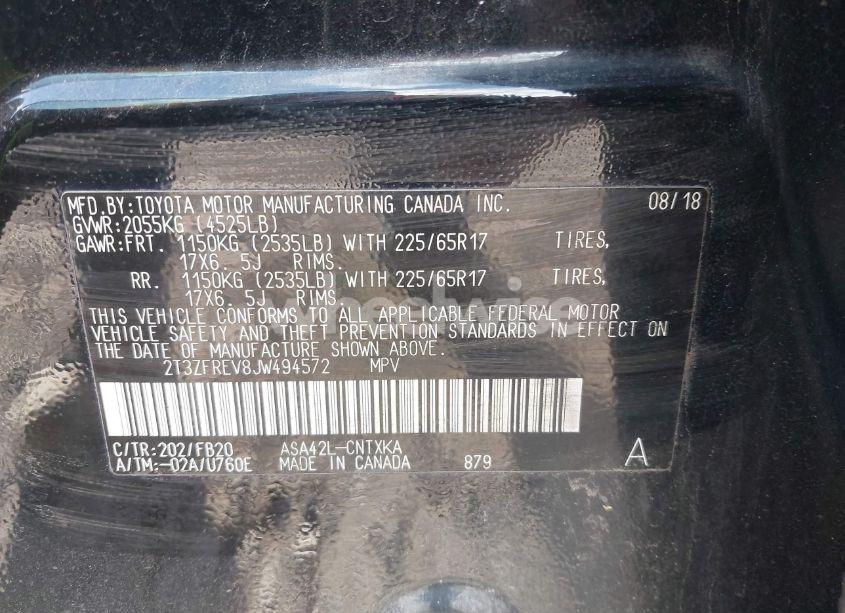 MFD.BY:TOYOTA MOTOR MANUFACTURING CANADA INC. 08/18
GVWR:2055KG (4525LB)
GAWR:FRT. 1150KG (2535LB) WITH 225/65R17 TIRES,
17X6. 5J RIMS.
RR. 1150KG (2535LB) WITH 225/65R17 TIRES,
17X6. 5J RIMS.
THIS VEHICLE CONFORMS TO ALL APPLICABLE FEDERAL MOTOR
VEHICLE SAFETY AND THEFT PREVENTION STANDARDS IN EFFECT ON
THE DATE OF MANUFACTURE SHOWN ABOVE.
2T3ZFREV8JW494572 MPV
C/TR:202/FB20 ASA42L-CNTXKA
A/TM:-02A/U760E MADE IN CANADA 879 A